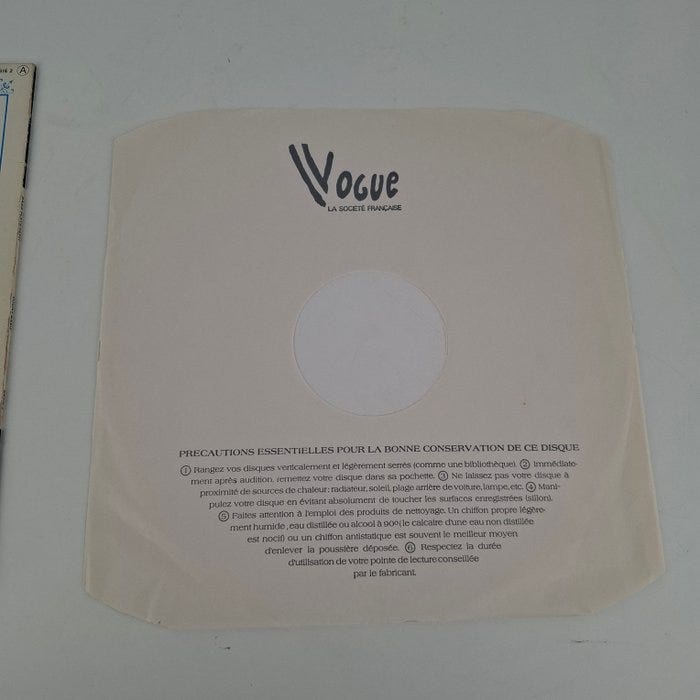 Vogue
LA SOCIETÉ FRANÇAISE
PRECAUTIONS ESSENTIELLES POUR LA BONNE CONSERVATION DE CE DISQUE
① Rangez vos disques verticalement et légèrement serrés (comme une bibliothèque). ② Immédiate-
ment après audition, remettez votre disque dans sa pochette. ③ Ne laissez pas votre disque à
proximité de sources de chaleur: radiateur, soleil, plage arrière de voiture, lampe, etc. ④ Mani-
pulez votre disque en évitant absolument de toucher les surfaces enregistrées (sillon).
⑤ Faites attention à l'emploi des produits de nettoyage. Un chiffon propre légère-
ment humide, eau distillée ou alcool à 90° (le calcaire d'une eau non distillée
est nocif) ou un chiffon antistatique est souvent le meilleur moyen
d'enlever la poussière déposée. ⑥ Respectez la durée
d'utilisation de votre pointe de lecture conseillée
par le fabricant.
A